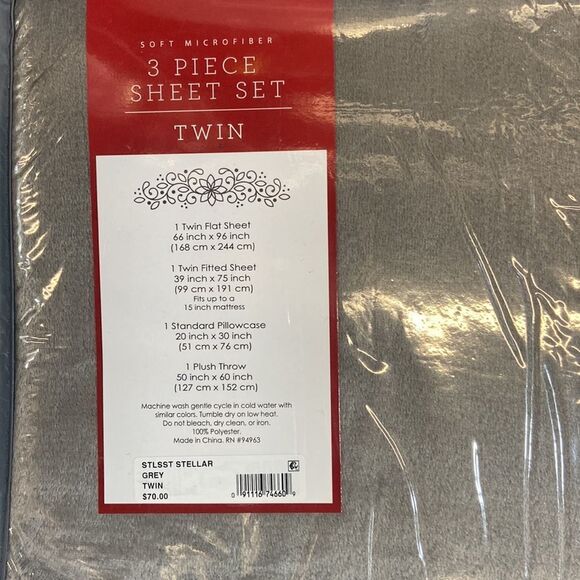 SOFT MICROFIBER
3 PIECE
SHEET SET
TWIN
1 Twin Flat Sheet
66 inch x 96 inch
(168 cm x 244 cm)
1 Twin Fitted Sheet
39 inch x 75 inch
(99 cm x 191 cm)
Fits up to a
15 inch mattress
1 Standard Pillowcase
20 inch x 30 inch
(51 cm x 76 cm)
1 Plush Throw
50 inch x 60 inch
(127 cm x 152 cm)
Machine wash gentle cycle in cold water with
similar colors. Tumble dry on low heat.
Do not bleach, dry clean, or iron.
100% Polyester.
Made in China. RN #94963
STLSST STELLAR
GREY
TWIN
$70.00
0 91116 74660 9